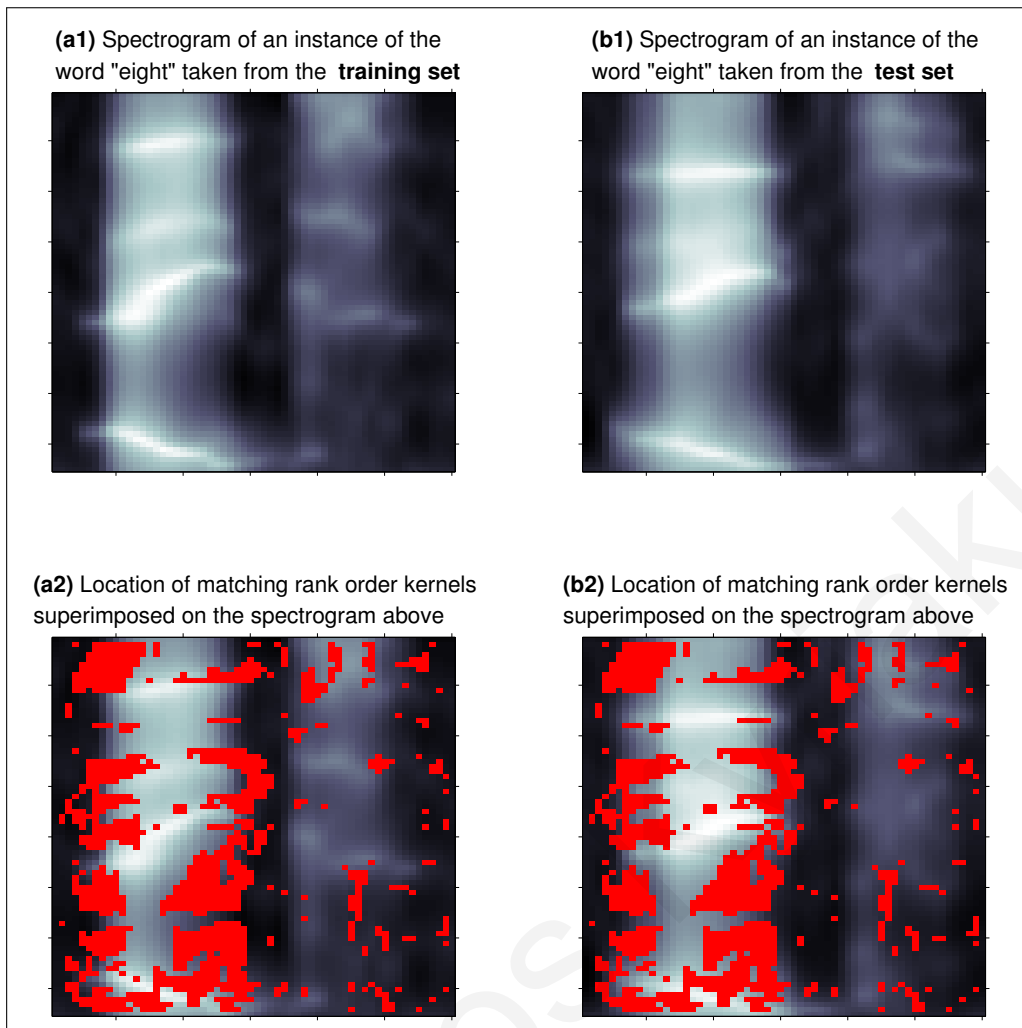 (a1) Spectrogram of an instance of the
word "eight" taken from the training set
(b1) Spectrogram of an instance of the
word "eight" taken from the test set
(a2) Location of matching rank order kernels
superimposed on the spectrogram above
(b2) Location of matching rank order kernels
superimposed on the spectrogram above